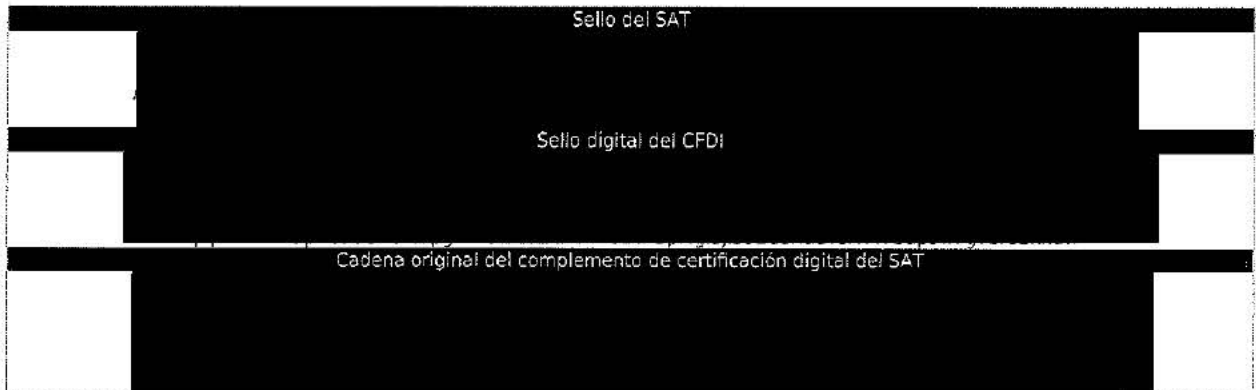 Sello del SAT
Sello digital del CFDI
Cadena original del complemento de certificación digital del SAT